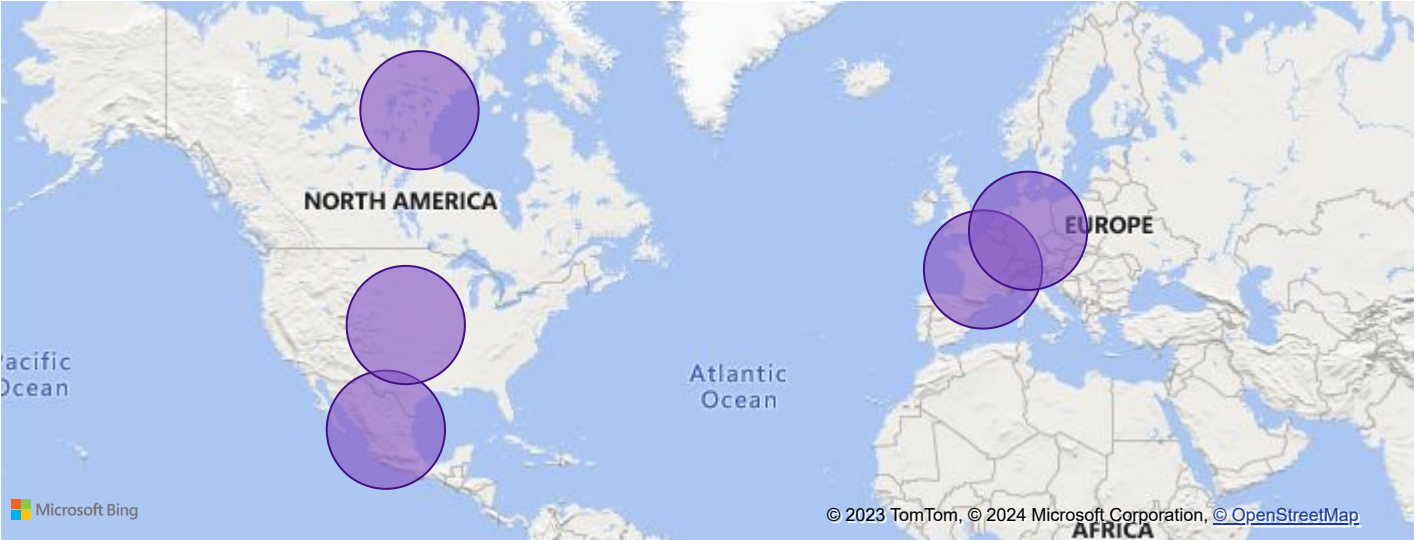 NORTH AMERICA
EUROPE
Pacific
Ocean
Atlantic
Ocean
Microsoft Bing
© 2023 TomTom, © 2024 Microsoft Corporation, © OpenStreetMap
AFRICA